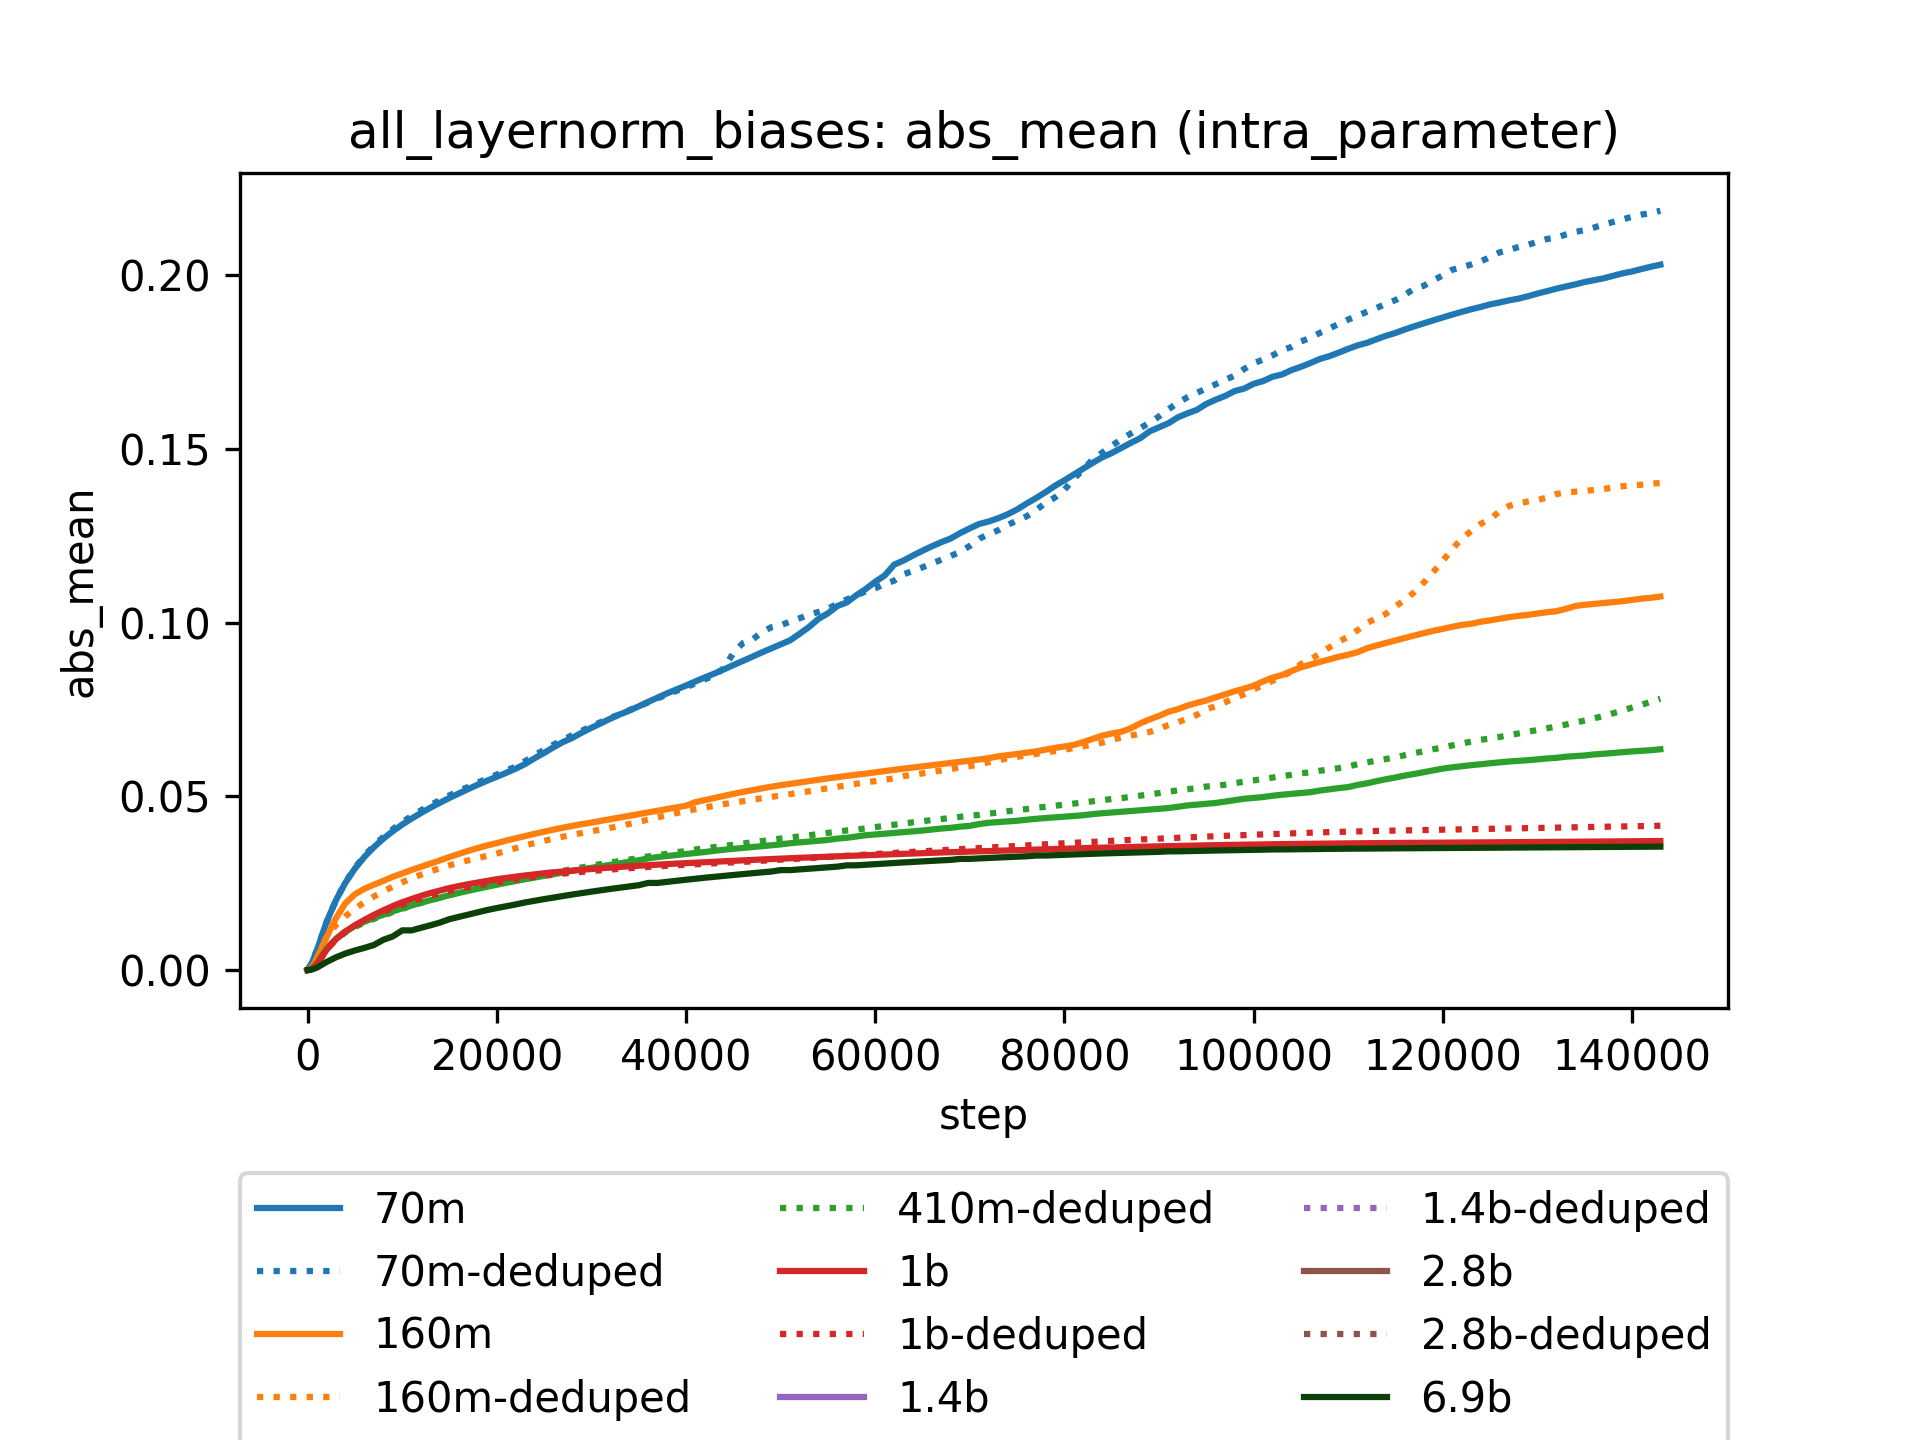 all_layernorm_biases: abs_mean (intra_parameter)
0.20
0.15
0.10
0.05
0.00
abs_mean
0 20000 40000 60000 80000 100000 120000 140000
step
70m 410m-deduped 1.4b-deduped
70m-deduped 1b 2.8b
160m 1b-deduped 2.8b-deduped
160m-deduped 1.4b 6.9b